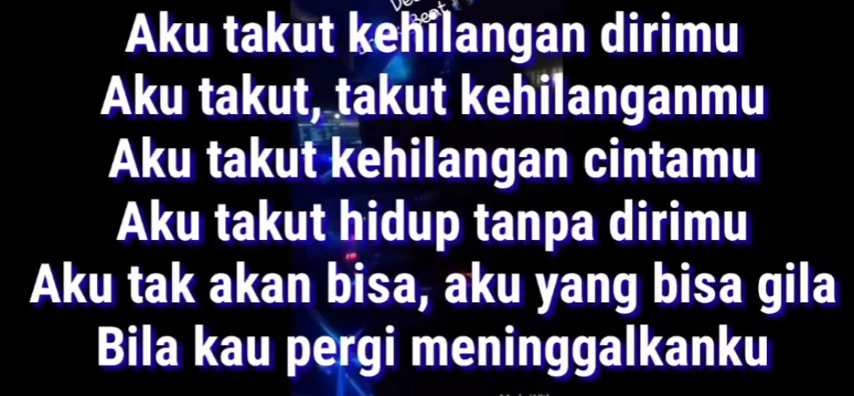 Aku takut kehilangan dirimu
Aku takut, takut kehilanganmu
Aku takut kehilangan cintamu
Aku takut hidup tanpa dirimu
Aku tak akan bisa, aku yang bisa gila
Bila kau pergi meninggalkanku